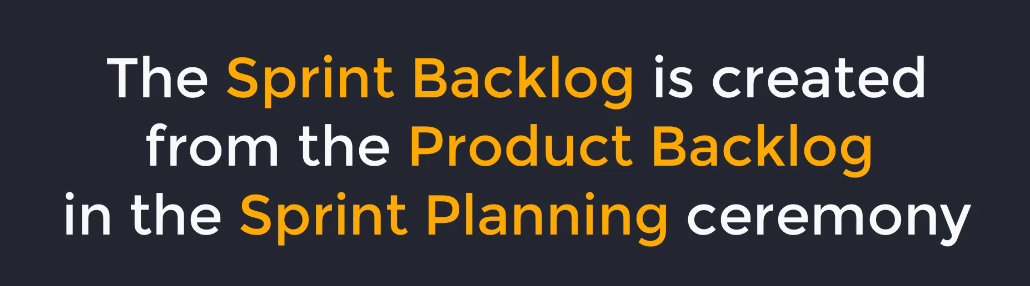 The Sprint Backlog is created
from the Product Backlog
in the Sprint Planning ceremony